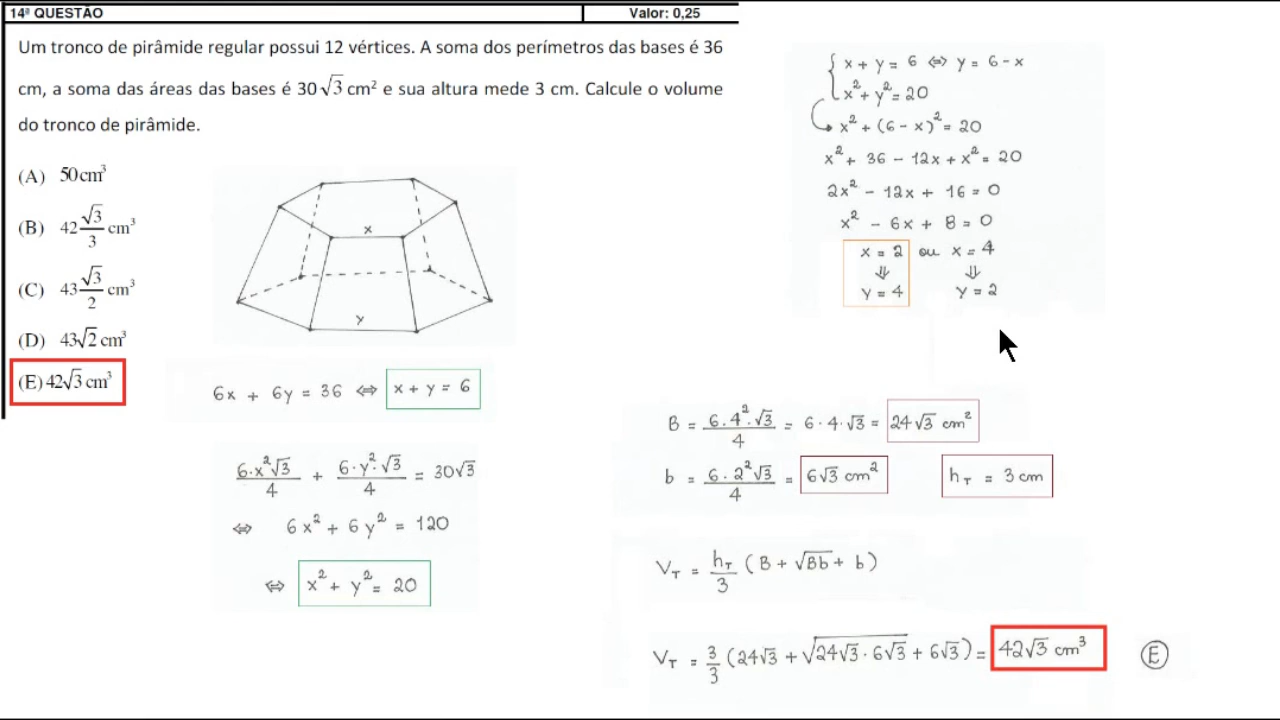 14ª QUESTÃO Valor: 0,25
Um tronco de pirâmide regular possui 12 vértices. A soma dos perímetros das bases é 36
cm, a soma das áreas das bases é 30√3 cm² e sua altura mede 3 cm. Calcule o volume
do tronco de pirâmide.
(A) 50cm³
(B) 42 √3/3 cm³
(C) 43 √3/2 cm³
(D) 43√2 cm³
(E) 42√3 cm³
x
y
6x + 6y = 36 ⇔ x + y = 6
6·x²√3/4 + 6·y²·√3/4 = 30√3
⇔ 6x² + 6y² = 120
⇔ x² + y² = 20
{ x + y = 6 ⇔ y = 6 - x
x² + y² = 20
x² + (6 - x)² = 20
x² + 36 - 12x + x² = 20
2x² - 12x + 16 = 0
x² - 6x + 8 = 0
x = 2 ou x = 4
⇓ ⇓
y = 4 y = 2
B = 6.4².√3/4 = 6·4·√3 = 24√3 cm²
b = 6·2²√3/4 = 6√3 cm² h_T = 3 cm
V_T = h_T/3 (B + √Bb + b)
V_T = 3/3 (24√3 + √(24√3·6√3) + 6√3) = 42√3 cm³ (E)